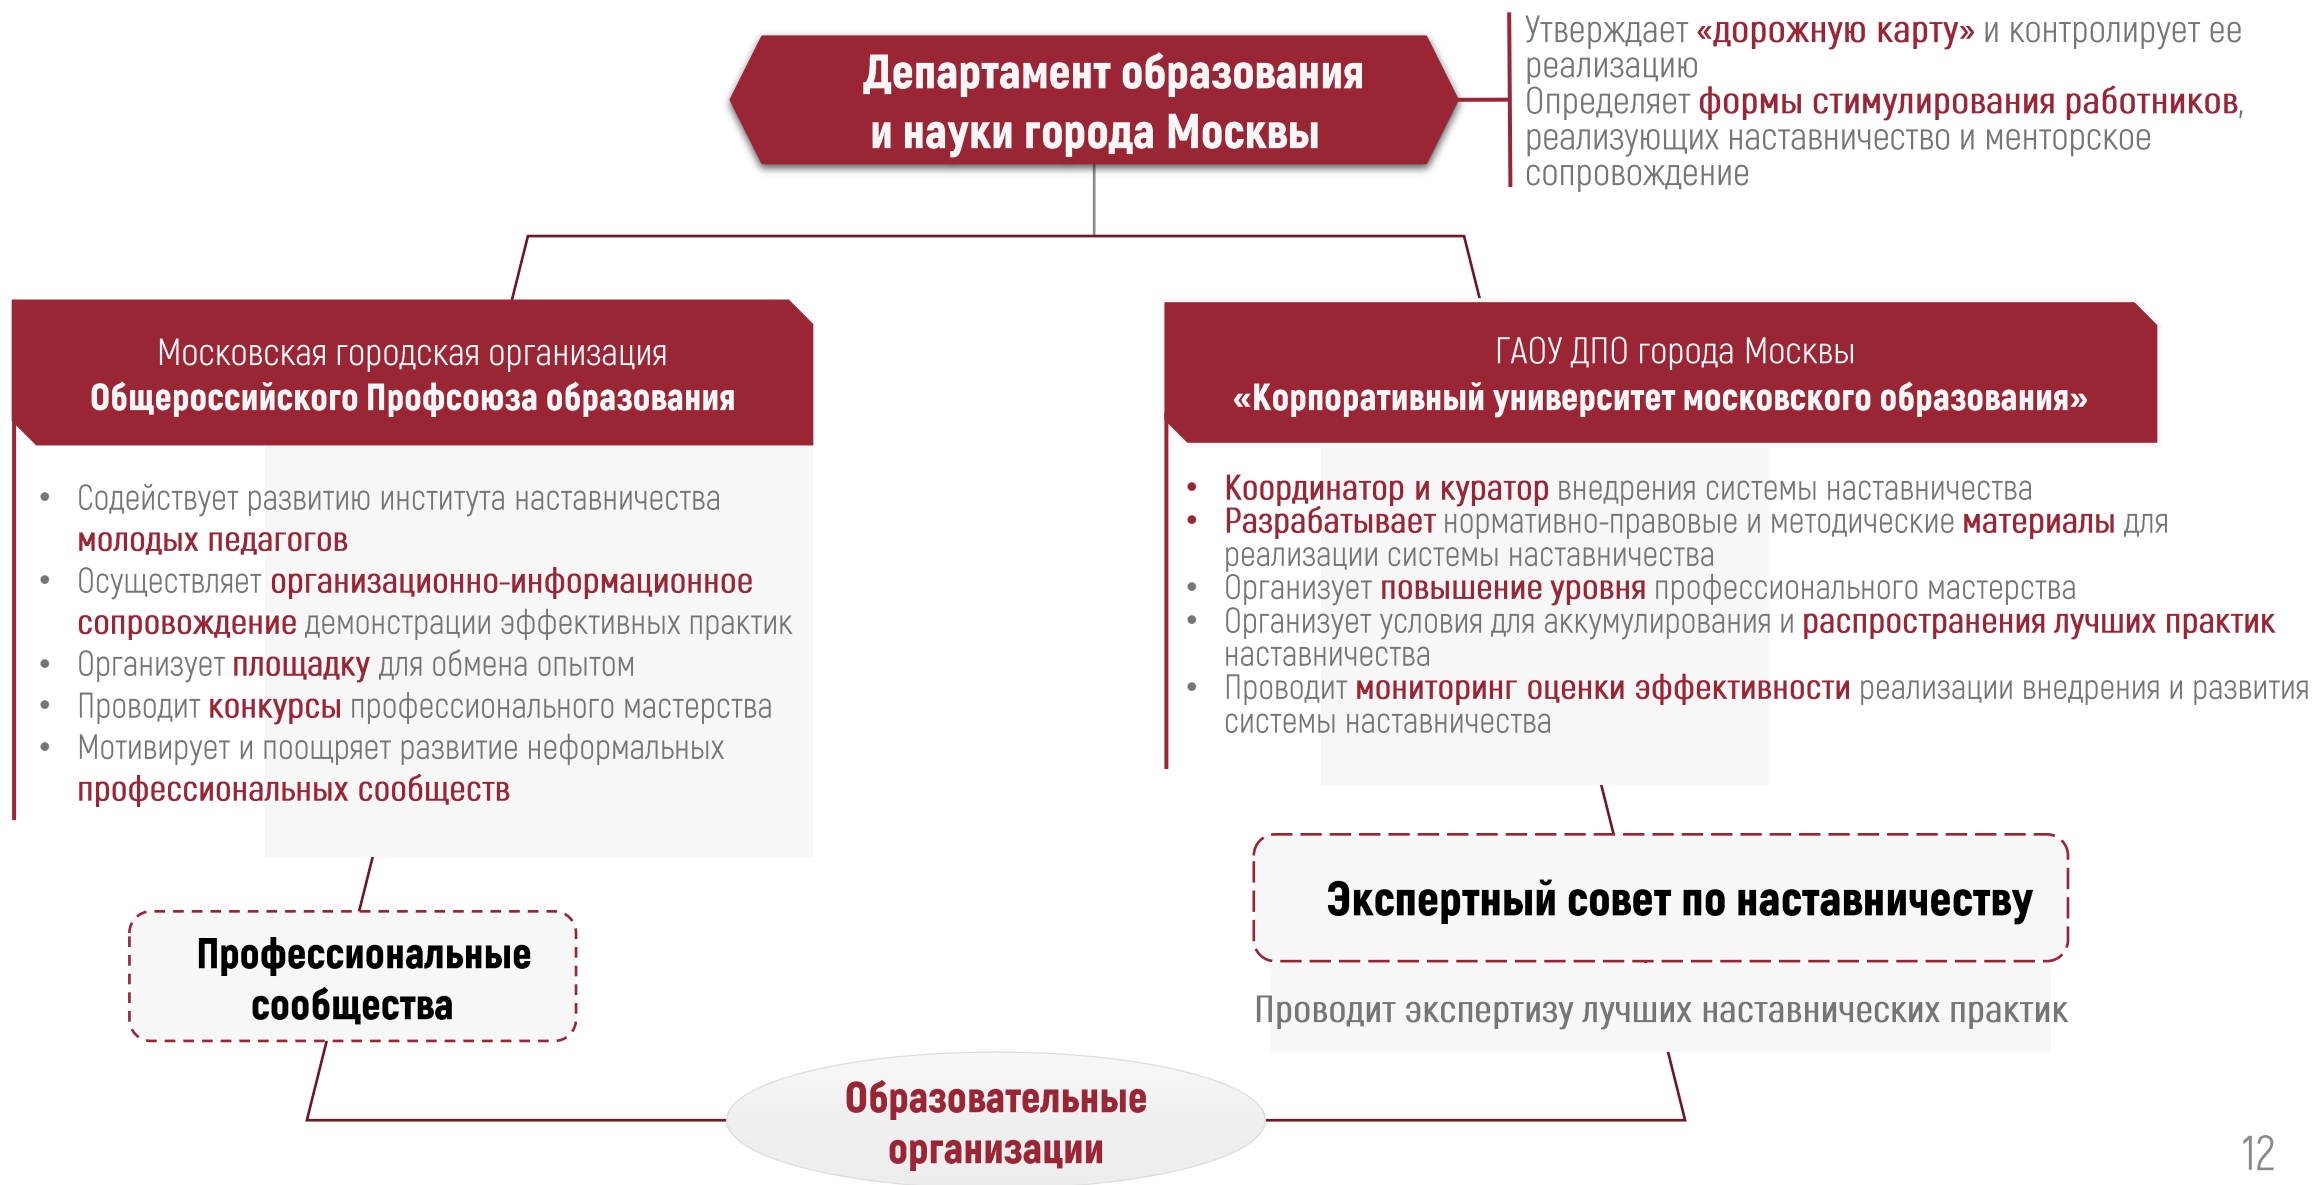 Департамент образования
и науки города Москвы
Утверждает «дорожную карту» и контролирует ее
реализацию
Определяет формы стимулирования работников,
реализующих наставничество и менторское
сопровождение
Московская городская организация
Общероссийского Профсоюза образования
• Содействует развитию института наставничества
молодых педагогов
• Осуществляет организационно-информационное
сопровождение демонстрации эффективных практик
• Организует площадку для обмена опытом
• Проводит конкурсы профессионального мастерства
• Мотивирует и поощряет развитие неформальных
профессиональных сообществ
ГАОУ ДПО города Москвы
«Корпоративный университет московского образования»
• Координатор и куратор внедрения системы наставничества
• Разрабатывает нормативно-правовые и методические материалы для
реализации системы наставничества
• Организует повышение уровня профессионального мастерства
• Организует условия для аккумулирования и распространения лучших практик
наставничества
• Проводит мониторинг оценки эффективности реализации внедрения и развития
системы наставничества
Профессиональные
сообщества
Экспертный совет по наставничеству
Проводит экспертизу лучших наставнических практик
Образовательные
организации
12